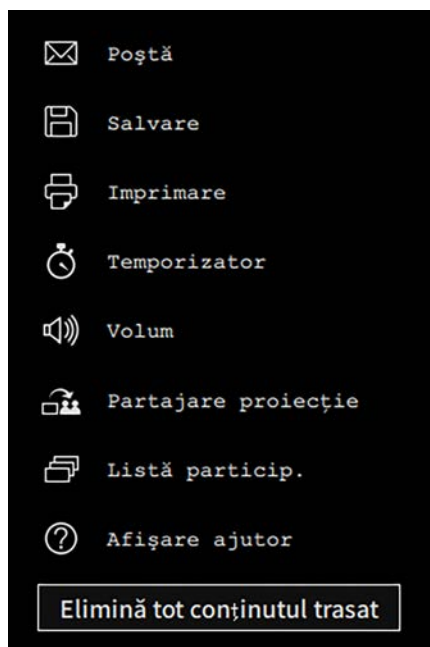 Poştă
Salvare
Imprimare
Temporizator
Volum
Partajare proiecţie
Listă particip.
Afişare ajutor
Elimină tot conținutul trasat